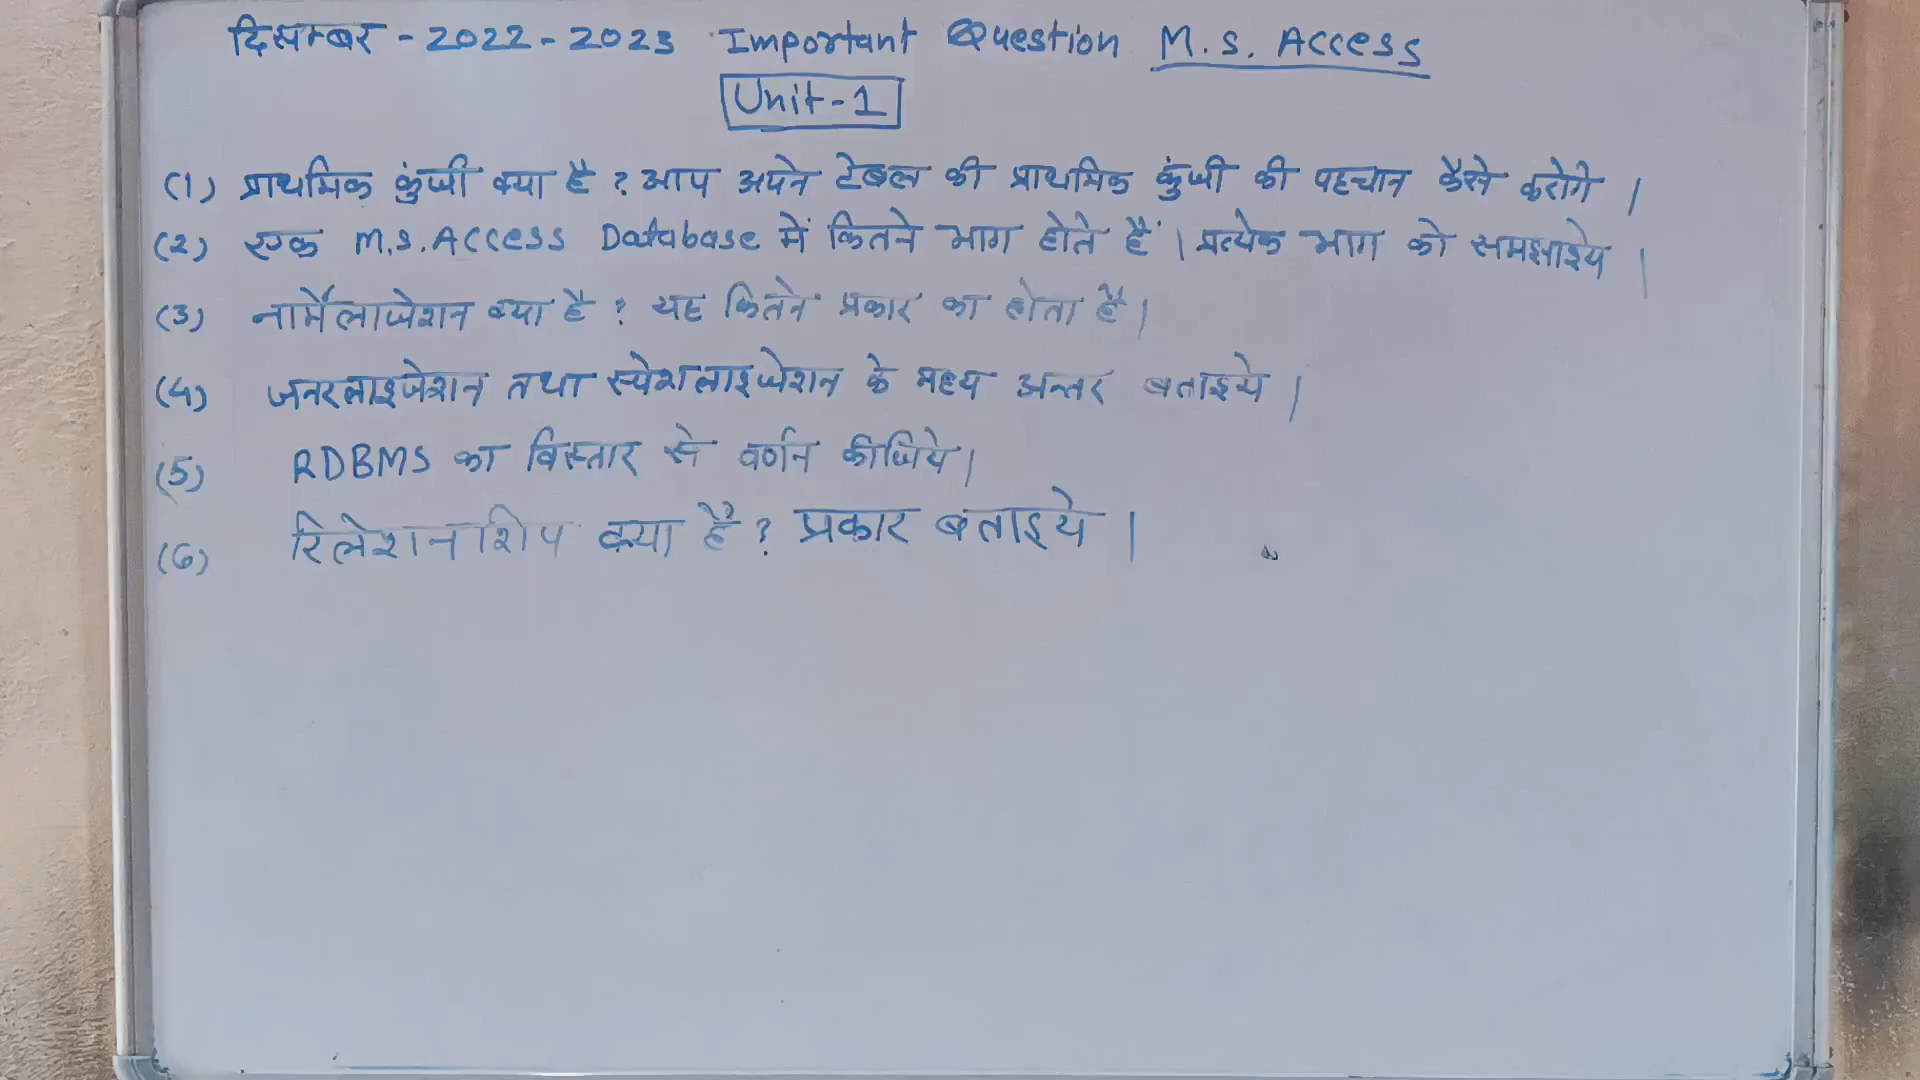 दिसम्बर - 2022-2023 Important Question M.S. Access
Unit-1
(1) प्राथमिक कुंजी क्या है ? आप अपने टेबल की प्राथमिक कुंजी की पहचान कैसे करोगे |
(2) एक M.S. Access Database में कितने भाग होते हैं | प्रत्येक भाग को समझाइये |
(3) नार्मैलाजेशन क्या है ? यह कितने प्रकार का होता है |
(4) जनरलाइजेशन तथा स्पेशलाइजेशन के मध्य अन्तर बताइये |
(5) RDBMS का विस्तार से वर्णन कीजिये |
(6) रिलेशनशिप क्या है ? प्रकार बताइये |